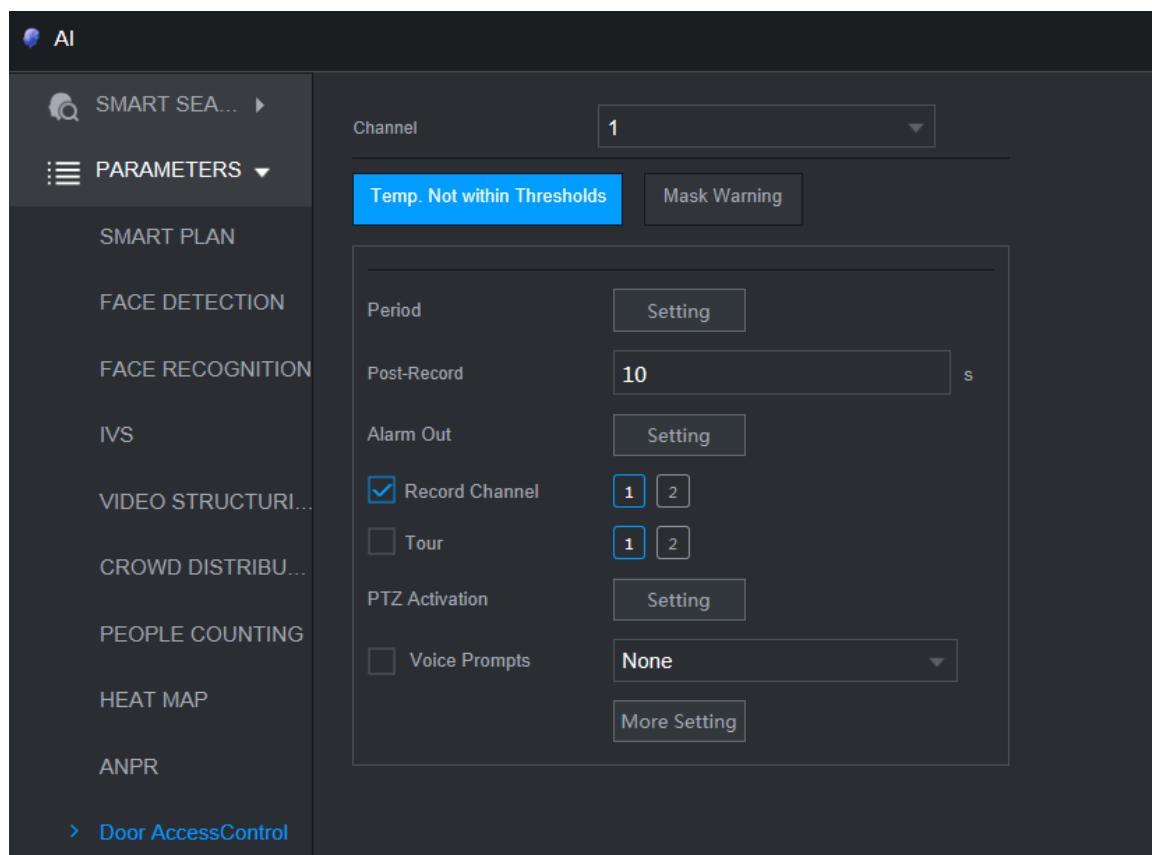 AI
SMART SEA...
PARAMETERS
SMART PLAN
FACE DETECTION
FACE RECOGNITION
IVS
VIDEO STRUCTURI...
CROWD DISTRIBU...
PEOPLE COUNTING
HEAT MAP
ANPR
Door AccessControl
Channel 1
Temp. Not within Thresholds Mask Warning
Period Setting
Post-Record 10 s
Alarm Out Setting
Record Channel 1 2
Tour 1 2
PTZ Activation Setting
Voice Prompts None
More Setting